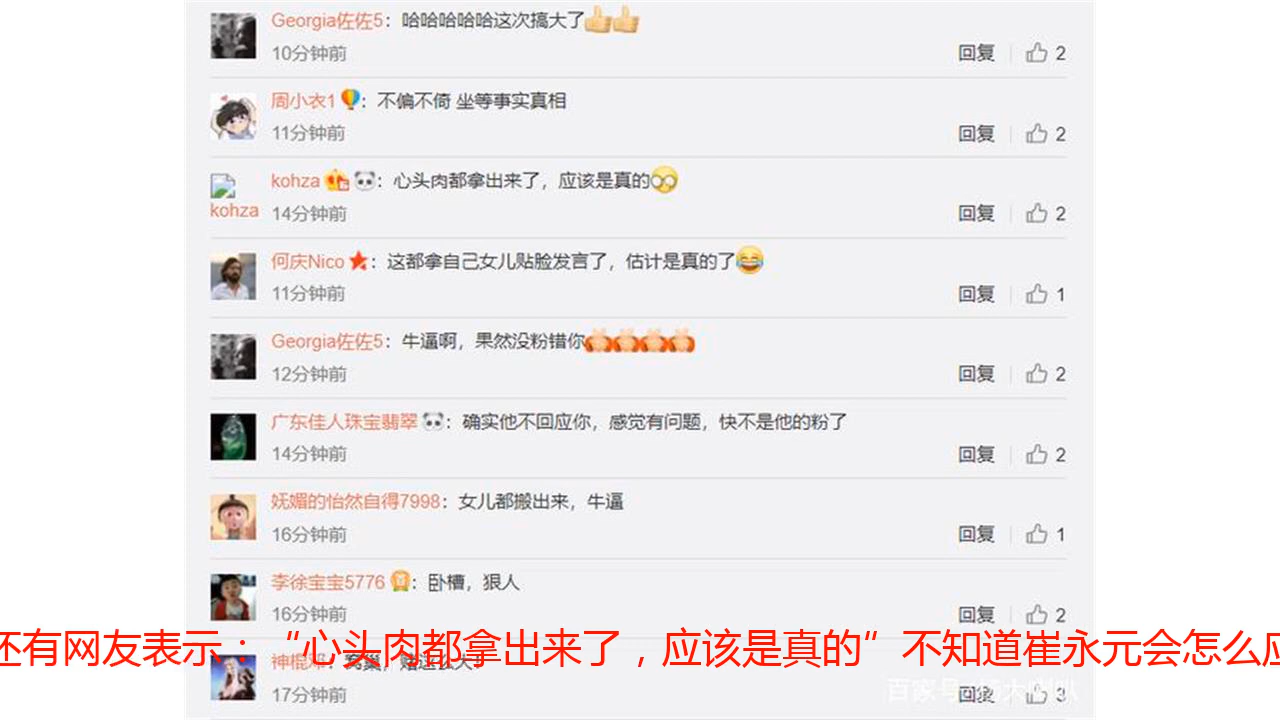 Georgia佐佐5：哈哈哈哈哈这次搞大了
10分钟前
回复 2
周小衣1：不偏不倚 坐等事实真相
11分钟前
回复 2
kohza：心头肉都拿出来了，应该是真的
kohza
14分钟前
回复 2
何庆Nico：这都拿自己女儿贴脸发言了，估计是真的了
11分钟前
回复 1
Georgia佐佐5：牛逼啊，果然没粉错你
12分钟前
回复 2
广东佳人珠宝翡翠：确实他不回应你，感觉有问题，快不是他的粉了
14分钟前
回复 2
妩媚的怡然自得7998：女儿都搬出来，牛逼
16分钟前
回复 1
李徐宝宝5776：卧槽，狠人
16分钟前
回复 2
还有网友表示：“心头肉都拿出来了，应该是真的”不知道崔永元会怎么应
17分钟前
回复 3
百家号